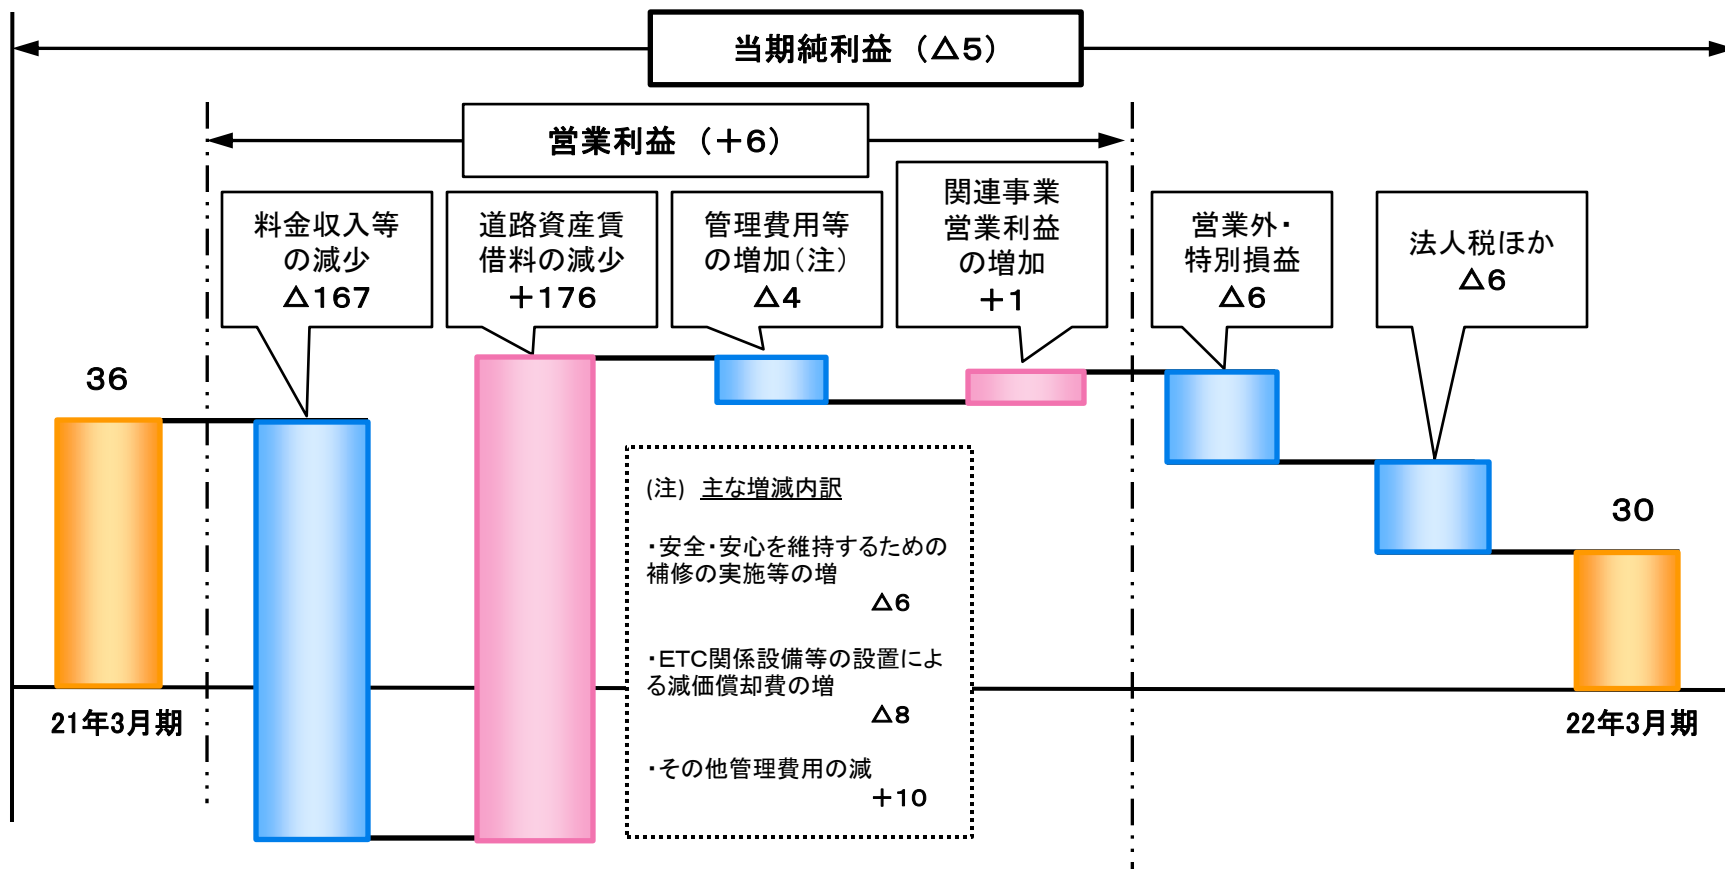 当期純利益 （△5）
営業利益 （＋6）
料金収入等
の減少
△167
道路資産賃
借料の減少
＋176
管理費用等
の増加（注）
△4
関連事業
営業利益
の増加
＋1
営業外・
特別損益
△6
法人税ほか
△6
36
30
(注) 主な増減内訳
・安全・安心を維持するための
補修の実施等の増
△6
・ETC関係設備等の設置によ
る減価償却費の増
△8
・その他管理費用の減
＋10
21年3月期
22年3月期